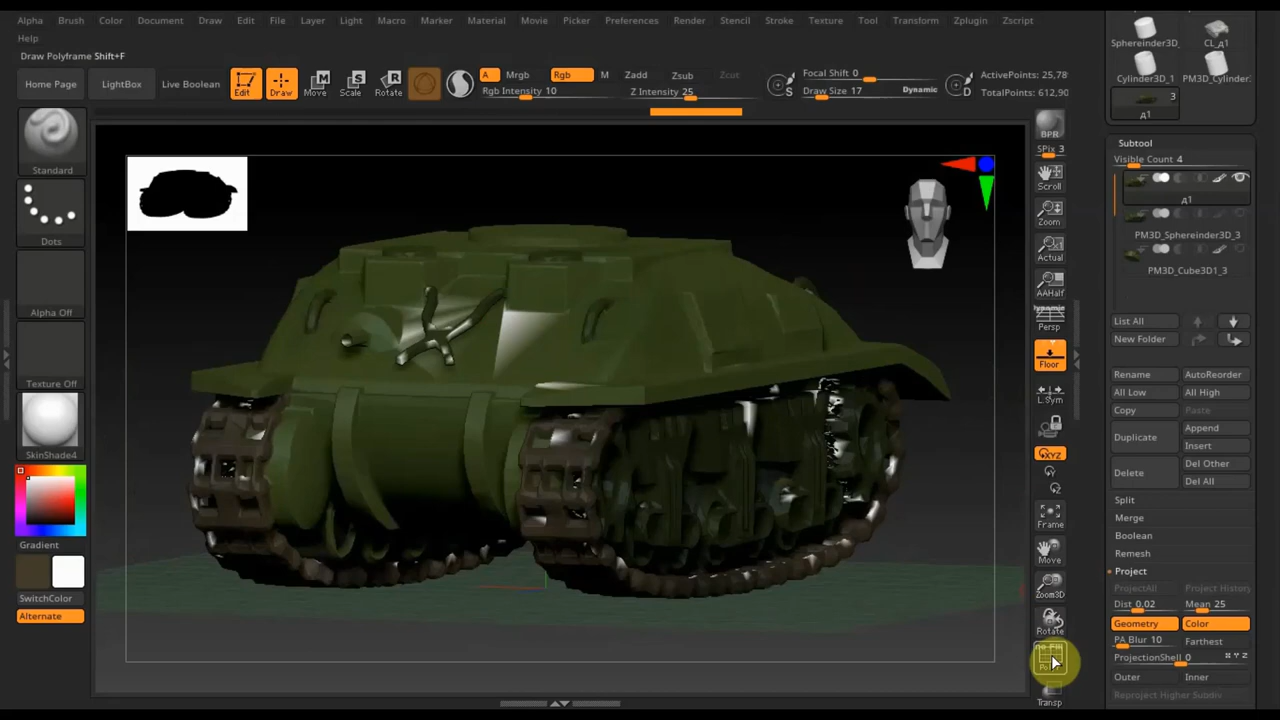 Alpha Brush Color Document Draw Edit File Layer Light Macro Marker Material Movie Picker Preferences Render Stencil Stroke Texture Tool Transform Zplugin Zscript
Help
Draw Polyframe Shift+F
Home Page LightBox Live Boolean Edit Draw Move Scale Rotate
A Mrgb Rgb M Zadd Zsub Zcut
Rgb Intensity 10 Z Intensity 25
Focal Shift 0
Draw Size 17 Dynamic
ActivePoints: 25,78
TotalPoints: 612,90
Standard
Dots
Alpha Off
Texture Off
SkinShade4
Gradient
SwitchColor
Alternate
BPR
SPix 3
Scroll
Zoom
Actual
AAHalf
Dynamic
Persp
Floor
L.Sym
XYZ
Y
Z
Frame
Move
Zoom3D
Rotate
Transp
Sphereinder3D_ CL_д1
Cylinder3D_1 PM3D_Cylinder.
3
д1
Subtool
Visible Count 4
д1
PM3D_Sphereinder3D_3
PM3D_Cube3D1_3
List All
New Folder
Rename AutoReorder
All Low All High
Copy Paste
Duplicate Append
Insert
Delete Del Other
Del All
Split
Merge
Boolean
Remesh
Project
ProjectAll Project History
Dist 0.02 Mean 25
Geometry Color
PA Blur 10 Farthest
ProjectionShell 0 X Y Z
Outer Inner
Reproject Higher Subdiv